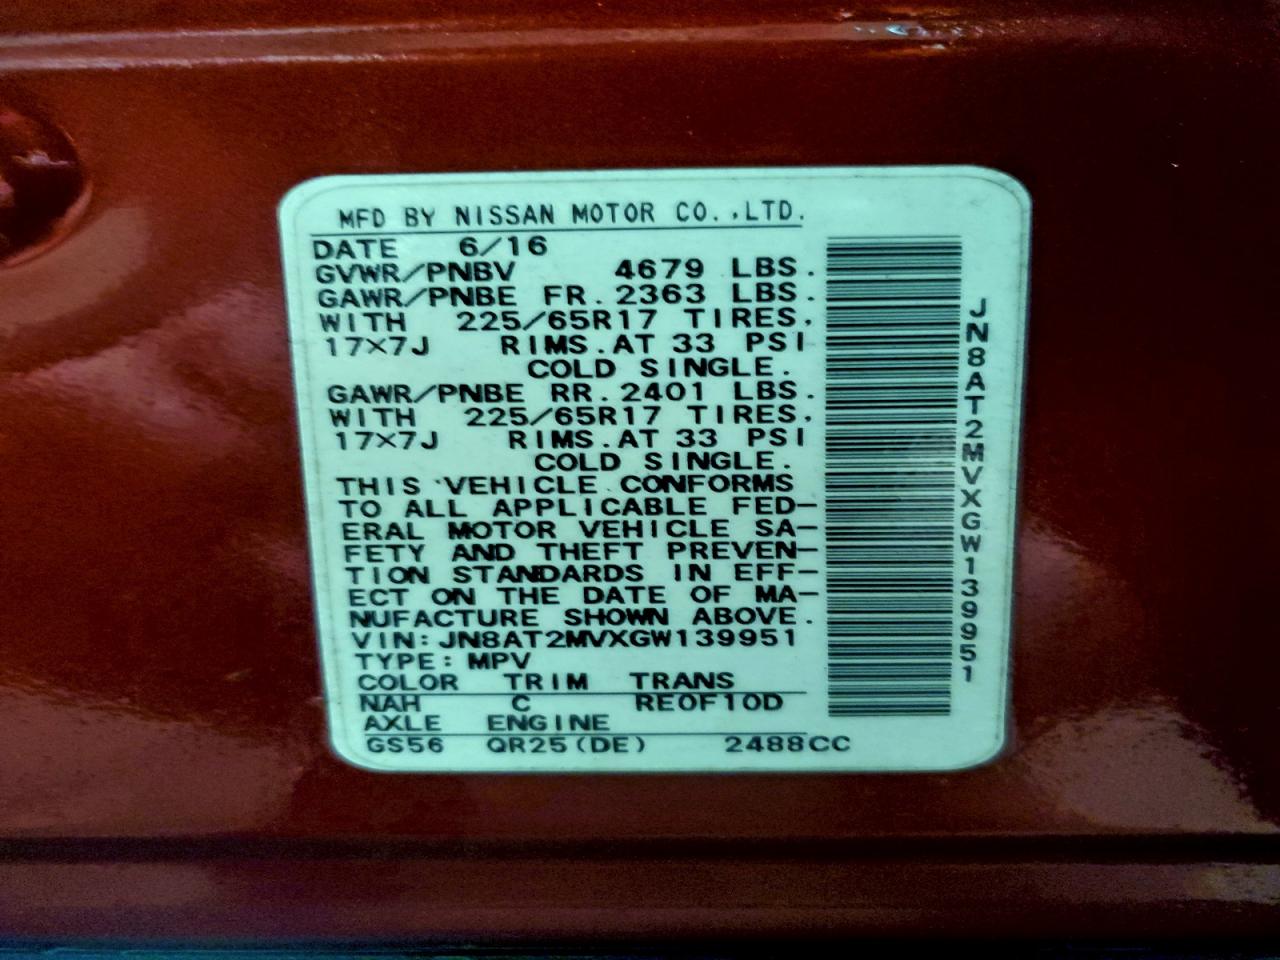 MFD BY NISSAN MOTOR CO.,LTD.
DATE 6/16
GVWR/PNBV 4679 LBS.
GAWR/PNBE FR. 2363 LBS.
WITH 225/65R17 TIRES,
17×7J RIMS.AT 33 PSI
COLD SINGLE.
GAWR/PNBE RR. 2401 LBS.
WITH 225/65R17 TIRES,
17×7J RIMS.AT 33 PSI
COLD SINGLE.
THIS VEHICLE CONFORMS
TO ALL APPLICABLE FED-
ERAL MOTOR VEHICLE SA-
FETY AND THEFT PREVEN-
TION STANDARDS IN EFF-
ECT ON THE DATE OF MA-
NUFACTURE SHOWN ABOVE.
VIN: JN8AT2MVXGW139951
TYPE: MPV
COLOR TRIM TRANS
NAH C RE0F10D
AXLE ENGINE
GS56 QR25(DE) 2488CC
JN8AT2MVXGW139951